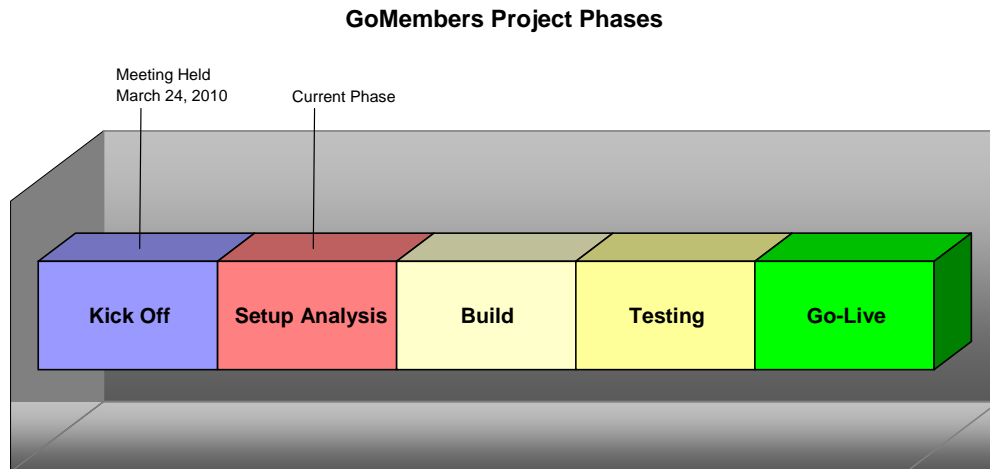 GoMembers Project Phases
Meeting Held
March 24, 2010
Current Phase
Kick Off
Setup Analysis
Build
Testing
Go-Live